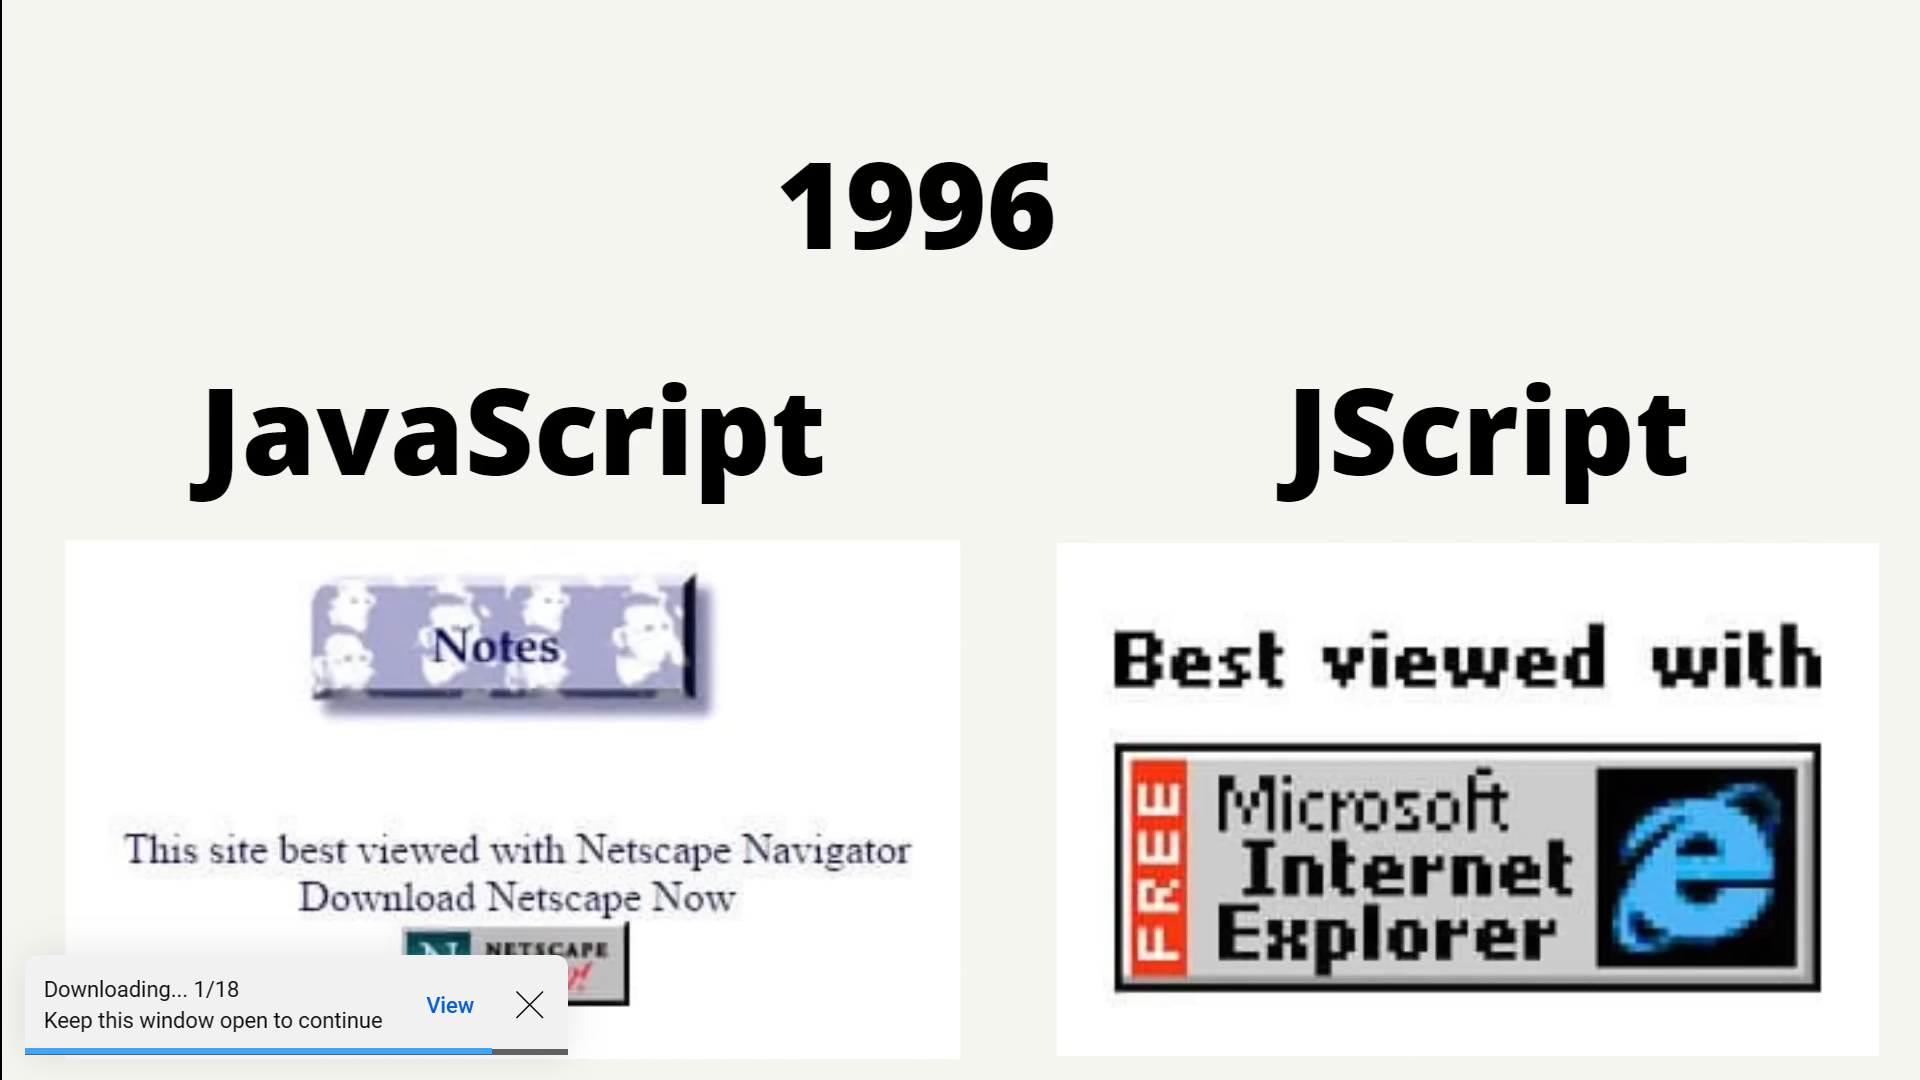 1996
JavaScript
JScript
Notes
This site best viewed with Netscape Navigator
Download Netscape Now
N NETSCAPE
Best viewed with
FREE
Microsoft
Internet
Explorer
Downloading... 1/18
Keep this window open to continue
View